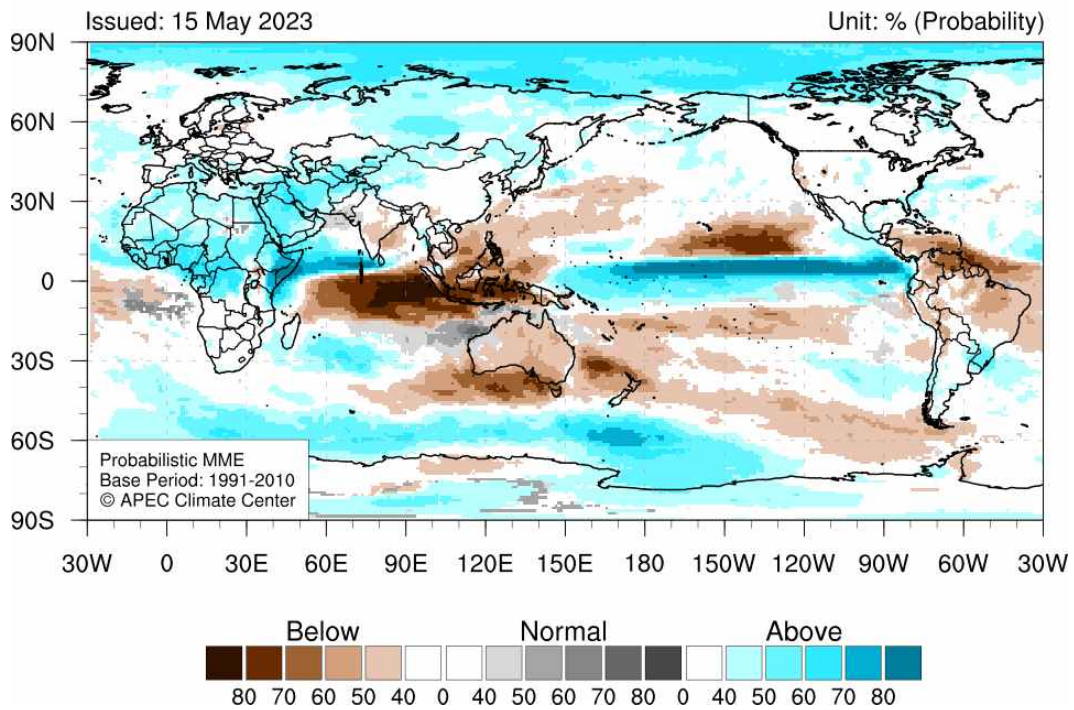 Issued: 15 May 2023 Unit: % (Probability)
90N
60N
30N
0
30S
60S
90S
Probabilistic MME
Base Period: 1991-2010
© APEC Climate Center
30W 0 30E 60E 90E 120E 150E 180 150W 120W 90W 60W 30W
Below Normal Above
80 70 60 50 40 0 40 50 60 70 80 0 40 50 60 70 80